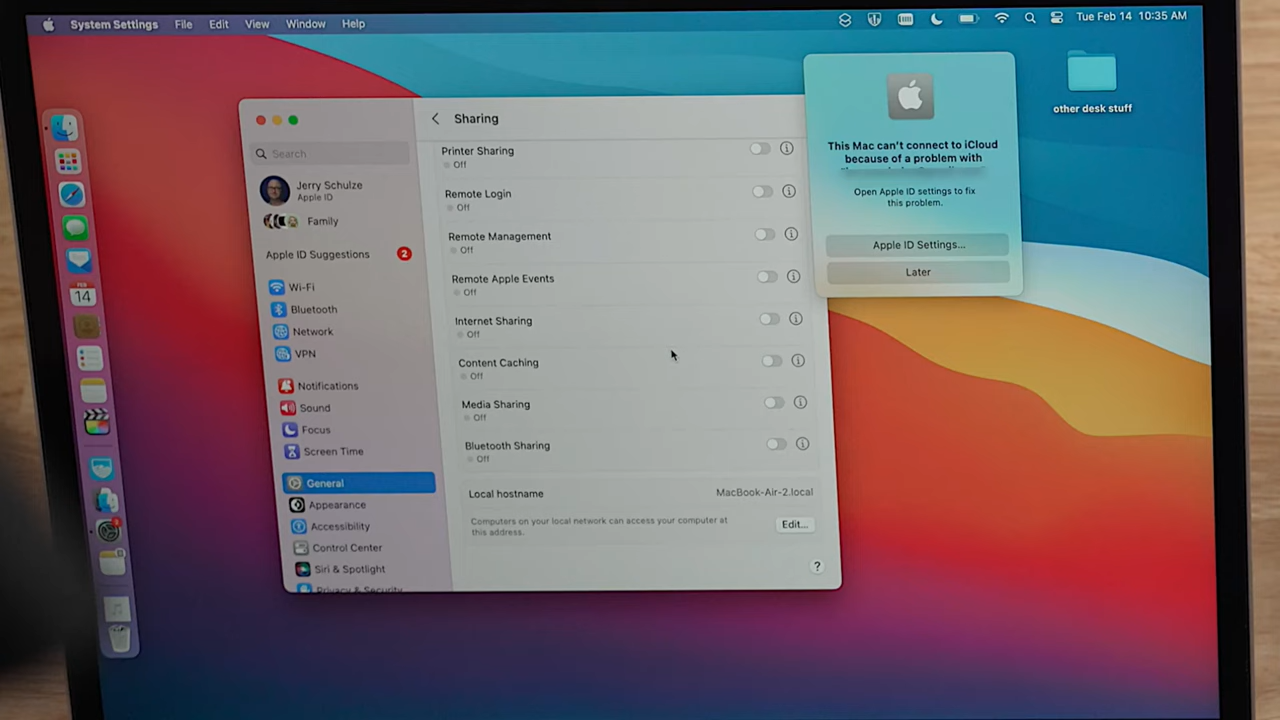 System Settings File Edit View Window Help
Tue Feb 14 10:35 AM
other desk stuff
Sharing
Search
Jerry Schulze
Apple ID
Family
Apple ID Suggestions 2
Wi-Fi
Bluetooth
Network
VPN
Notifications
Sound
Focus
Screen Time
General
Appearance
Accessibility
Control Center
Siri & Spotlight
Privacy & Security
Printer Sharing
Off
Remote Login
Off
Remote Management
Off
Remote Apple Events
Off
Internet Sharing
Off
Content Caching
Off
Media Sharing
Off
Bluetooth Sharing
Off
Local hostname MacBook-Air-2.local
Computers on your local network can access your computer at
this address.
Edit...
?
This Mac can't connect to iCloud
because of a problem with
Open Apple ID settings to fix
this problem.
Apple ID Settings...
Later
FEB
14